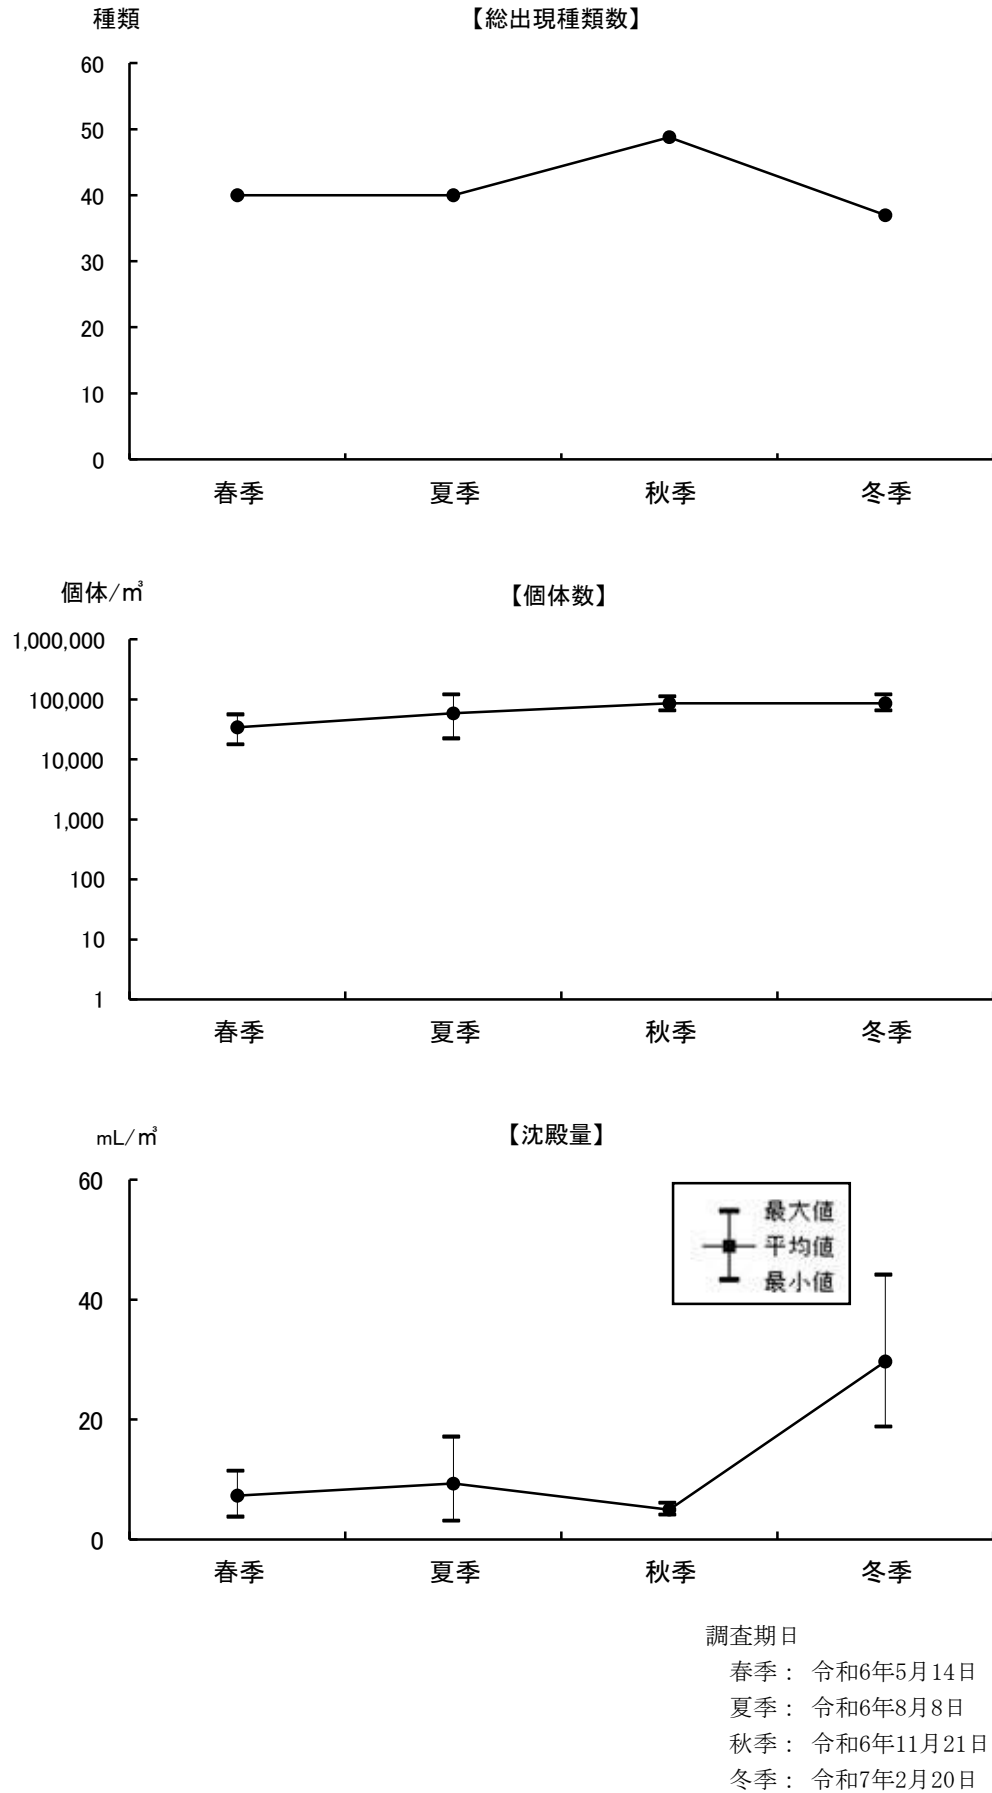 種類 【総出現種類数】
60
50
40
30
20
10
0
春季 夏季 秋季 冬季
個体/㎥ 【個体数】
1,000,000
100,000
10,000
1,000
100
10
1
春季 夏季 秋季 冬季
mL/㎥ 【沈殿量】
60
40
20
0
最大値
平均値
最小値
春季 夏季 秋季 冬季
調査期日
春季： 令和6年5月14日
夏季： 令和6年8月8日
秋季： 令和6年11月21日
冬季： 令和7年2月20日